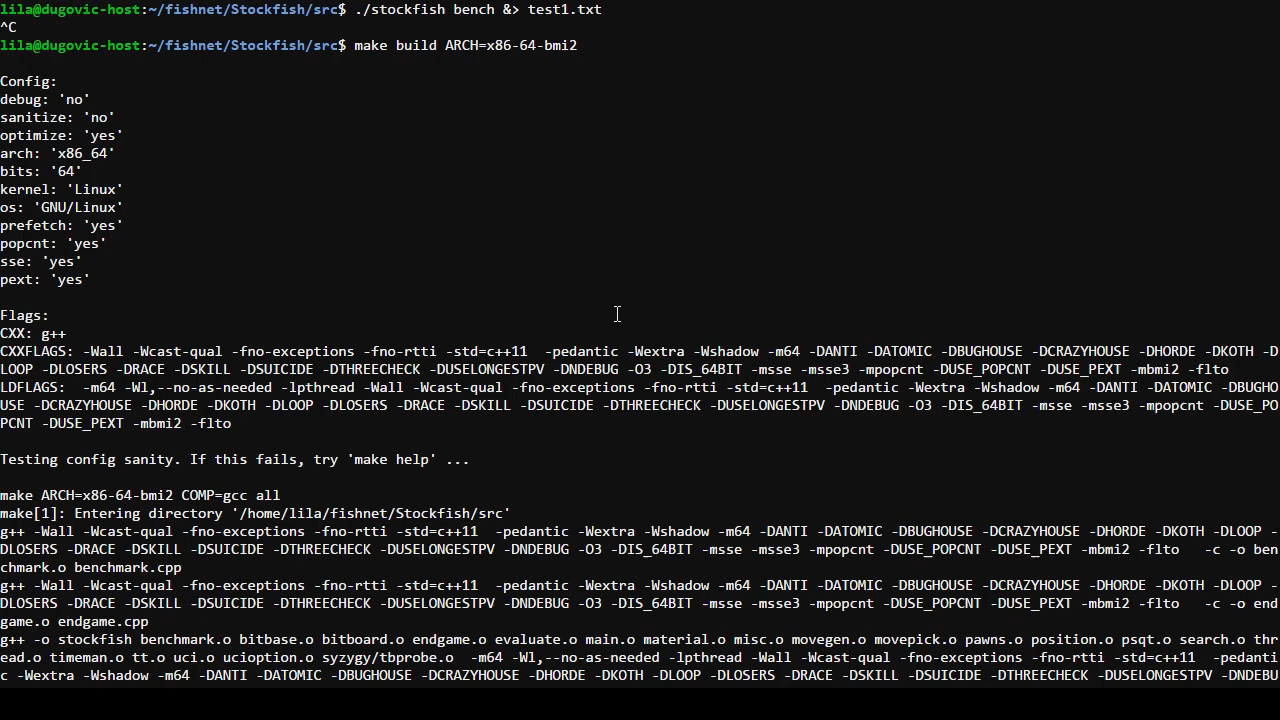 lila@dugovic-host:~/fishnet/Stockfish/src$ ./stockfish bench &> test1.txt
^C
lila@dugovic-host:~/fishnet/Stockfish/src$ make build ARCH=x86-64-bmi2
Config:
debug: 'no'
sanitize: 'no'
optimize: 'yes'
arch: 'x86_64'
bits: '64'
kernel: 'Linux'
os: 'GNU/Linux'
prefetch: 'yes'
popcnt: 'yes'
sse: 'yes'
pext: 'yes'
Flags:
CXX: g++
CXXFLAGS: -Wall -Wcast-qual -fno-exceptions -fno-rtti -std=c++11  -pedantic -Wextra -Wshadow -m64 -DANTI -DATOMIC -DBUGHOUSE -DCRAZYHOUSE -DHORDE -DKOTH -D
LOOP -DLOSERS -DRACE -DSKILL -DSUICIDE -DTHREECHECK -DUSELONGESTPV -DNDEBUG -O3 -DIS_64BIT -msse -msse3 -mpopcnt -DUSE_POPCNT -DUSE_PEXT -mbmi2 -flto
LDFLAGS:  -m64 -Wl,--no-as-needed -lpthread -Wall -Wcast-qual -fno-exceptions -fno-rtti -std=c++11  -pedantic -Wextra -Wshadow -m64 -DANTI -DATOMIC -DBUGHO
USE -DCRAZYHOUSE -DHORDE -DKOTH -DLOOP -DLOSERS -DRACE -DSKILL -DSUICIDE -DTHREECHECK -DUSELONGESTPV -DNDEBUG -O3 -DIS_64BIT -msse -msse3 -mpopcnt -DUSE_PO
PCNT -DUSE_PEXT -mbmi2 -flto
Testing config sanity. If this fails, try 'make help' ...
make ARCH=x86-64-bmi2 COMP=gcc all
make[1]: Entering directory '/home/lila/fishnet/Stockfish/src'
g++ -Wall -Wcast-qual -fno-exceptions -fno-rtti -std=c++11  -pedantic -Wextra -Wshadow -m64 -DANTI -DATOMIC -DBUGHOUSE -DCRAZYHOUSE -DHORDE -DKOTH -DLOOP -
DLOSERS -DRACE -DSKILL -DSUICIDE -DTHREECHECK -DUSELONGESTPV -DNDEBUG -O3 -DIS_64BIT -msse -msse3 -mpopcnt -DUSE_POPCNT -DUSE_PEXT -mbmi2 -flto   -c -o ben
chmark.o benchmark.cpp
g++ -Wall -Wcast-qual -fno-exceptions -fno-rtti -std=c++11  -pedantic -Wextra -Wshadow -m64 -DANTI -DATOMIC -DBUGHOUSE -DCRAZYHOUSE -DHORDE -DKOTH -DLOOP -
DLOSERS -DRACE -DSKILL -DSUICIDE -DTHREECHECK -DUSELONGESTPV -DNDEBUG -O3 -DIS_64BIT -msse -msse3 -mpopcnt -DUSE_POPCNT -DUSE_PEXT -mbmi2 -flto   -c -o end
game.o endgame.cpp
g++ -o stockfish benchmark.o bitbase.o bitboard.o endgame.o evaluate.o main.o material.o misc.o movegen.o movepick.o pawns.o position.o psqt.o search.o thr
ead.o timeman.o tt.o uci.o ucioption.o syzygy/tbprobe.o  -m64 -Wl,--no-as-needed -lpthread -Wall -Wcast-qual -fno-exceptions -fno-rtti -std=c++11  -pedanti
c -Wextra -Wshadow -m64 -DANTI -DATOMIC -DBUGHOUSE -DCRAZYHOUSE -DHORDE -DKOTH -DLOOP -DLOSERS -DRACE -DSKILL -DSUICIDE -DTHREECHECK -DUSELONGESTPV -DNDEBU